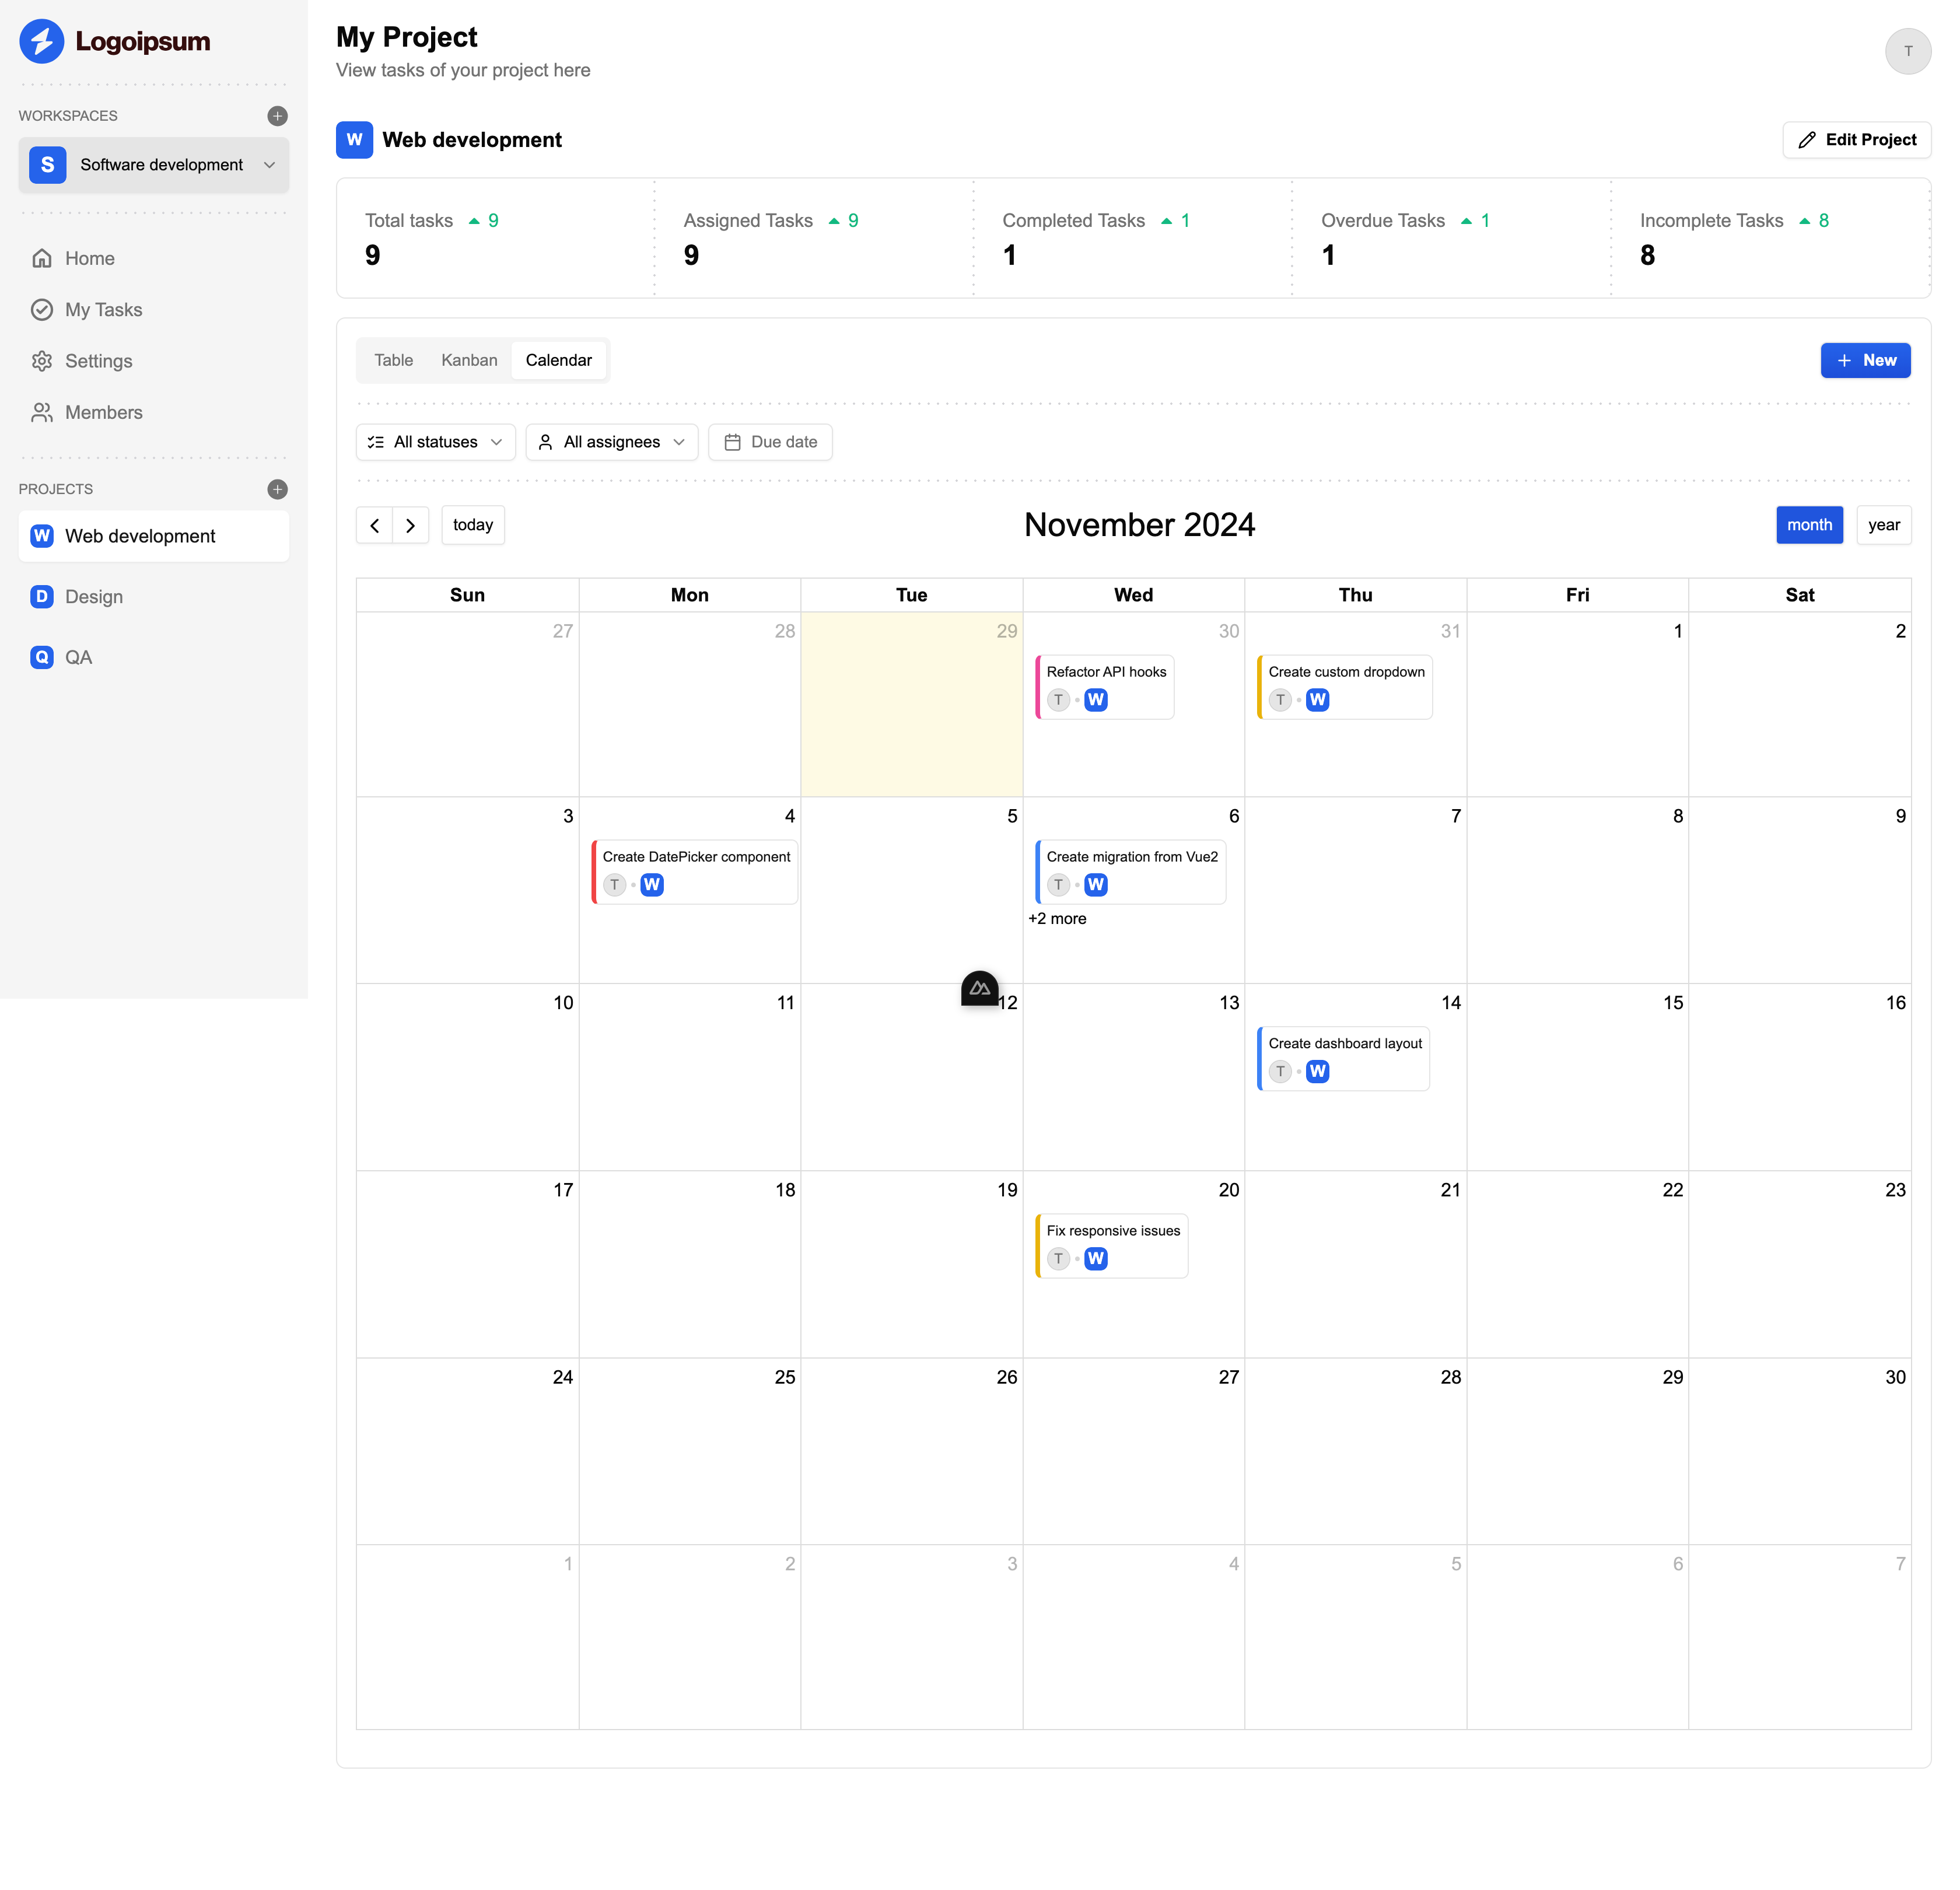 Logoipsum
WORKSPACES
S Software development
Home
My Tasks
Settings
Members
PROJECTS
W Web development
D Design
Q QA
My Project
View tasks of your project here
T
W Web development
Edit Project
Total tasks 9
9
Assigned Tasks 9
9
Completed Tasks 1
1
Overdue Tasks 1
1
Incomplete Tasks 8
8
Table Kanban Calendar
New
All statuses All assignees Due date
today
November 2024
month year
Sun Mon Tue Wed Thu Fri Sat
27 28 29 30 31 1 2
Refactor API hooks
T W
Create custom dropdown
T W
3 4 5 6 7 8 9
Create DatePicker component
T W
Create migration from Vue2
T W
+2 more
10 11 12 13 14 15 16
Create dashboard layout
T W
17 18 19 20 21 22 23
Fix responsive issues
T W
24 25 26 27 28 29 30
1 2 3 4 5 6 7